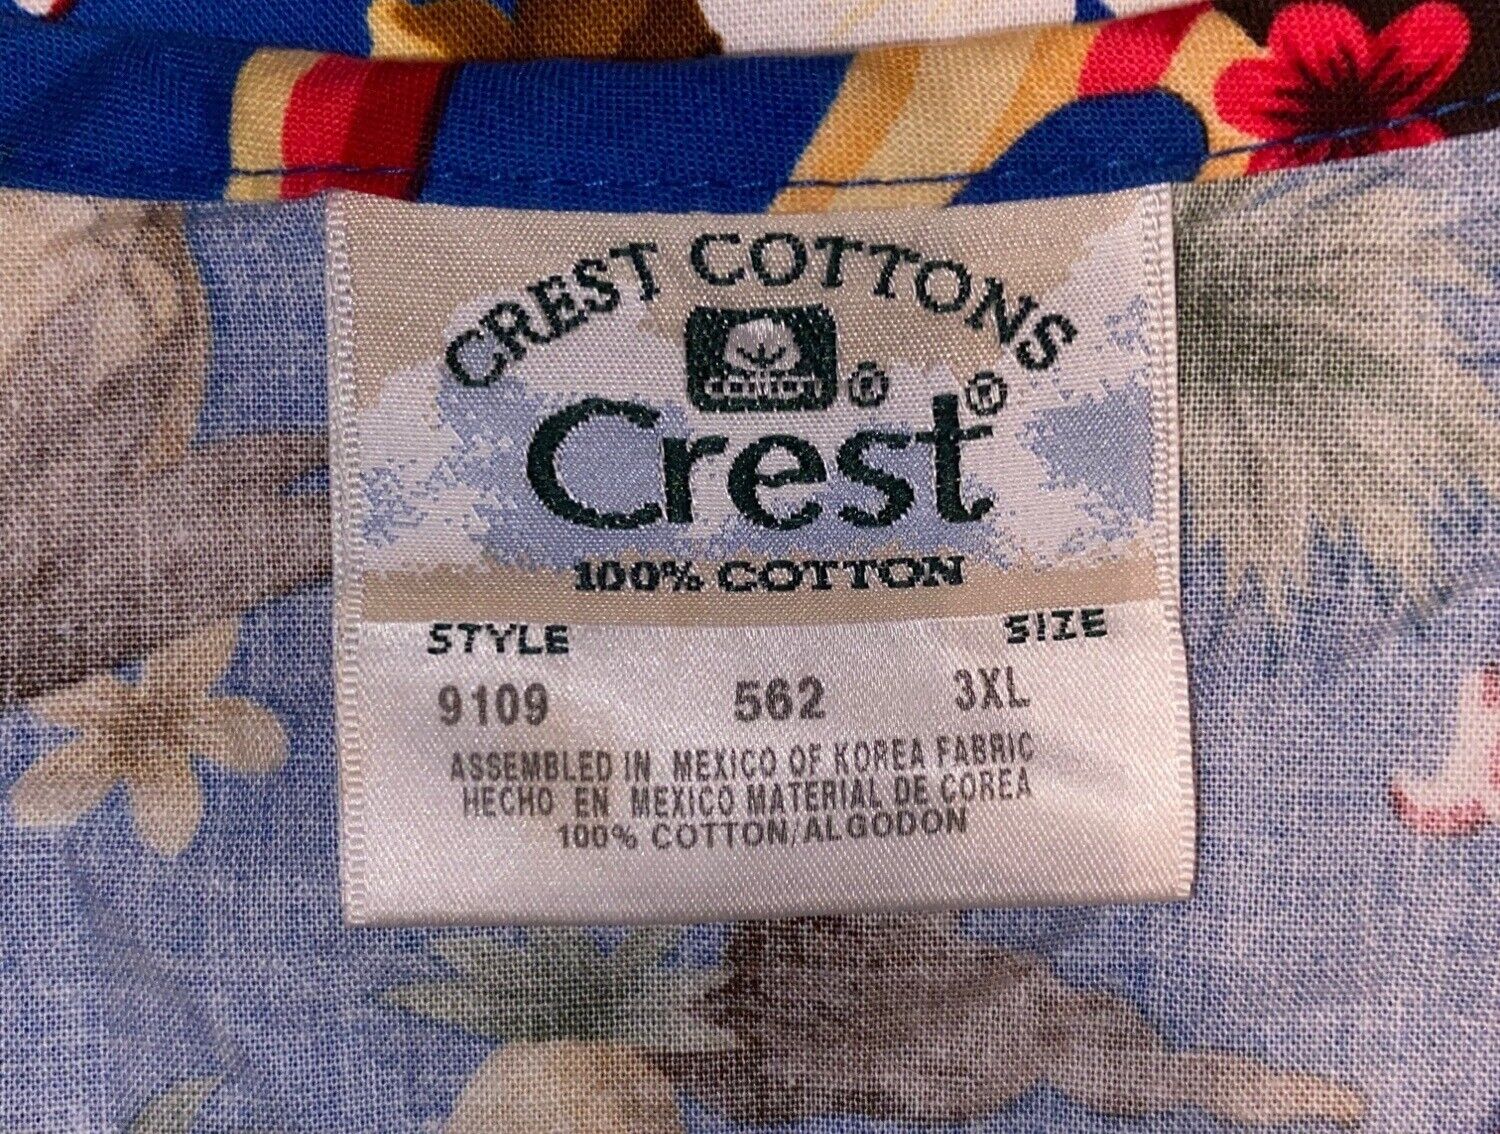 CREST COTTONS
cotton ®
Crest®
100% COTTON
STYLE SIZE
9109 562 3XL
ASSEMBLED IN MEXICO OF KOREA FABRIC
HECHO EN MEXICO MATERIAL DE COREA
100% COTTON/ALGODON